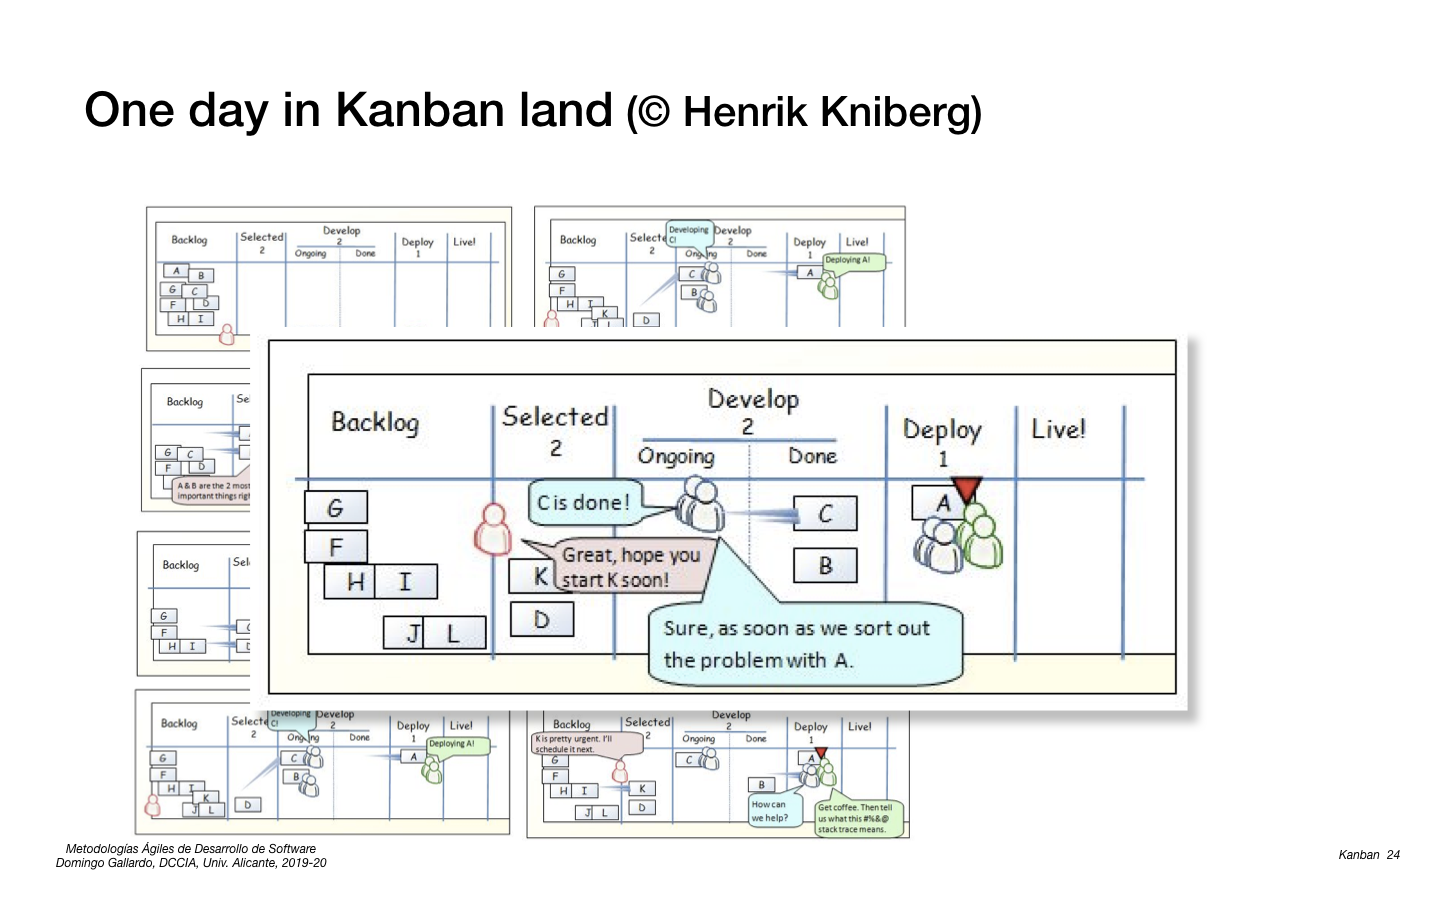 One day in Kanban land (© Henrik Kniberg)
Backlog
Selected
2
Develop
2
Ongoing
Done
Deploy
1
Live!
A
B
G
C
F
D
H
I
Backlog
Developing
C!
Develop
2
2
Ongoing
Done
Deploy
1
Live!
Deploying A!
G
F
H
I
K
L
C
B
D
A
Backlog
G
C
F
D
A & B are the 2 most
important things
Backlog
G
F
H
I
Backlog
Selected
2
Develop
2
Ongoing
Done
Deploy
1
Live!
G
F
H
I
J
L
K
D
C is done!
Great, hope you
start K soon!
Sure, as soon as we sort out
the problem with A.
C
B
A
Backlog
2
Developing
C!
Develop
2
Ongoing
Done
Deploy
1
Live!
Deploying A!
G
F
H
I
K
J
L
D
C
B
A
Backlog
Selected
2
Develop
2
Ongoing
Done
Deploy
1
Live!
K is pretty urgent. I'll
schedule it next.
G
F
H
I
J
L
K
D
C
B
A
How can
we help?
Get coffee. Then tell
us what this #%&@
stack trace means.
Metodologías Ágiles de Desarrollo de Software
Domingo Gallardo, DCCIA, Univ. Alicante, 2019-20
Kanban 24